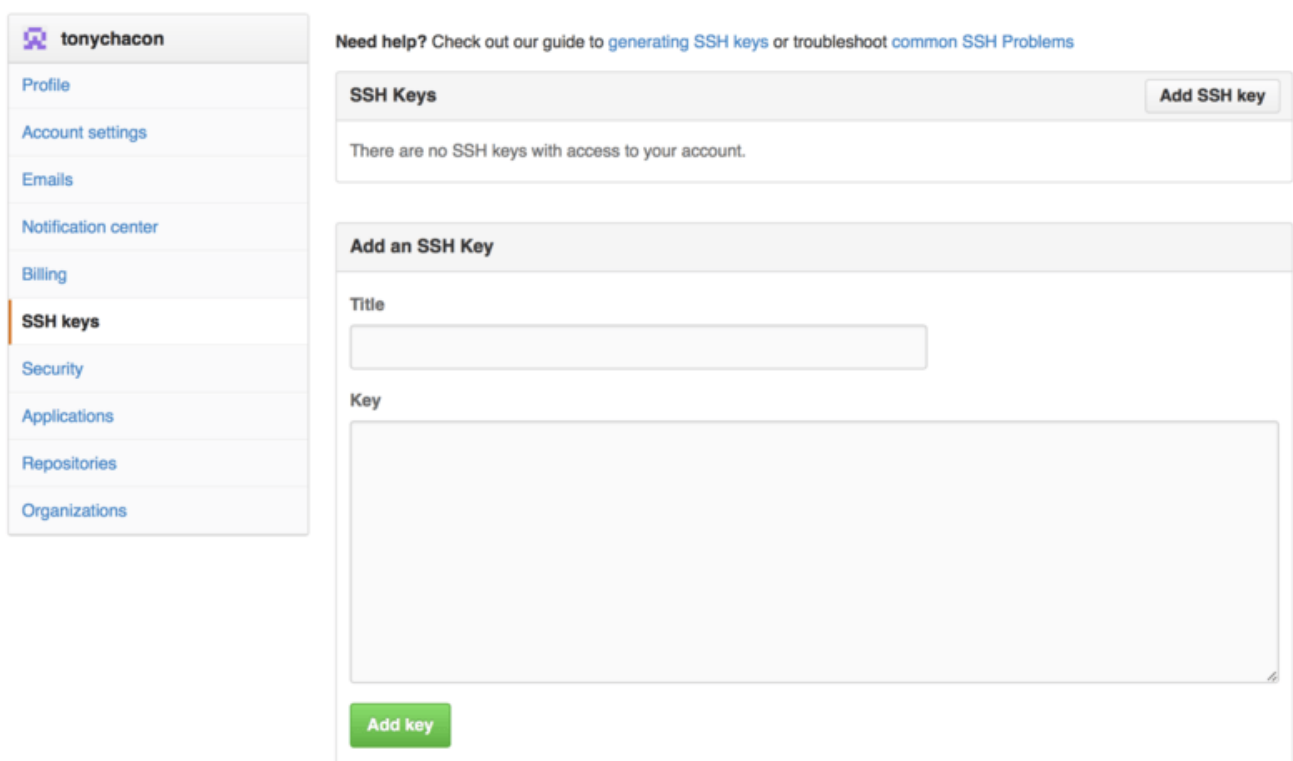 tonychacon
Profile
Account settings
Emails
Notification center
Billing
SSH keys
Security
Applications
Repositories
Organizations
Need help? Check out our guide to generating SSH keys or troubleshoot common SSH Problems
SSH Keys
Add SSH key
There are no SSH keys with access to your account.
Add an SSH Key
Title
Key
Add key